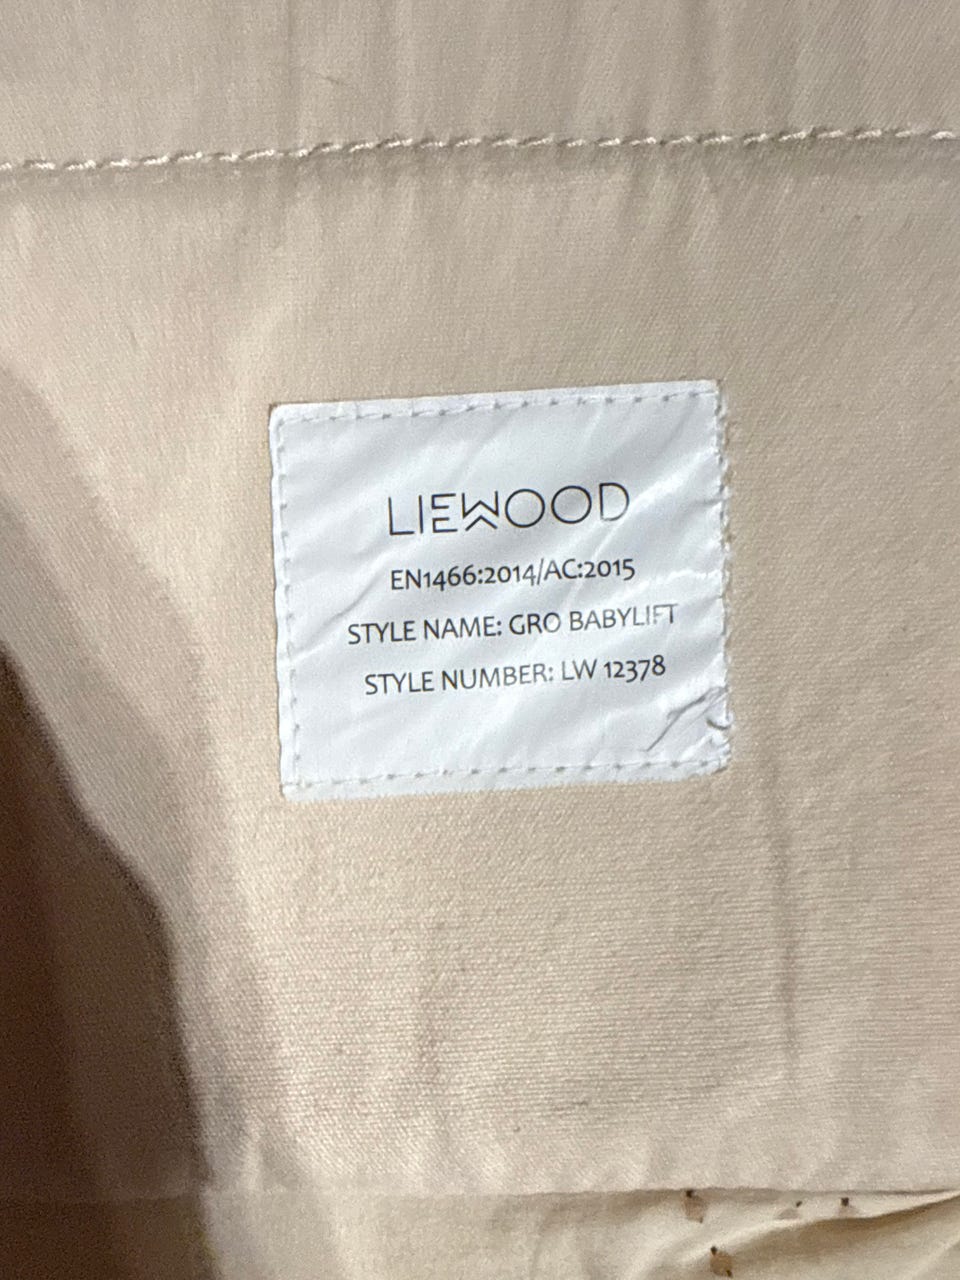 LIEWOOD
EN1466:2014/AC:2015
STYLE NAME: GRO BABYLIFT
STYLE NUMBER: LW 12378